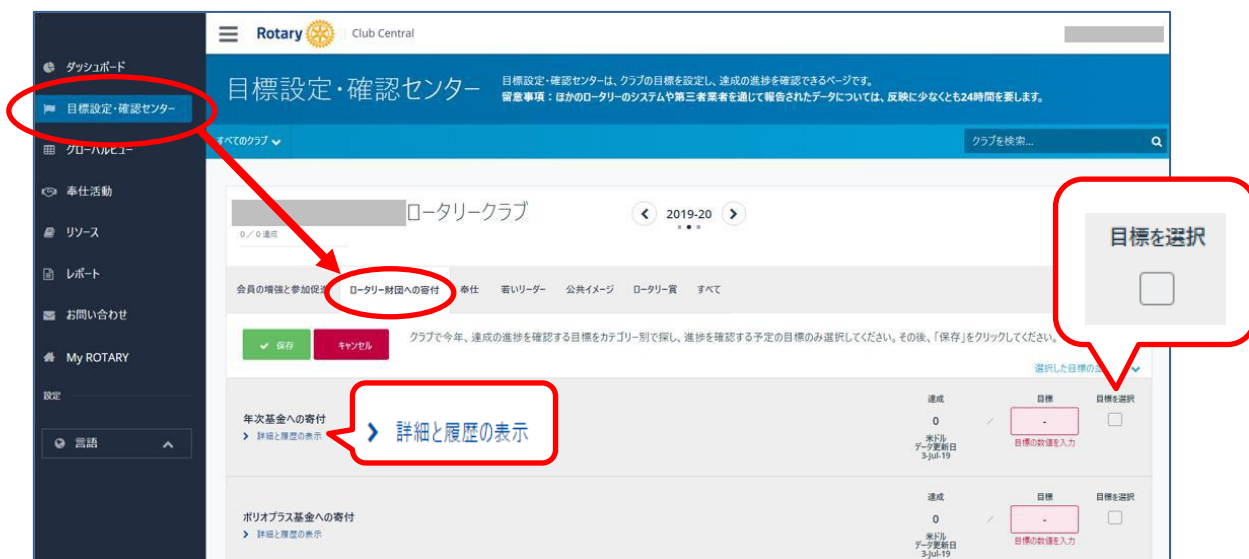 Rotary Club Central
ダッシュボード
目標設定・確認センター
グローバルビュー
奉仕活動
リソース
レポート
お問い合わせ
My ROTARY
設定
言語
目標設定・確認センター
目標設定・確認センターは、クラブの目標を設定し、達成の進捗を確認できるページです。
留意事項：ほかのロータリーのシステムや第三者業者を通じて報告されたデータについては、反映に少なくとも24時間を要します。
すべてのクラブ
クラブを検索...
ロータリークラブ
2019-20
0／0 達成
目標を選択
会員の増強と参加促進 ロータリー財団への寄付 奉仕 若いリーダー 公共イメージ ロータリー賞 すべて
保存 キャンセル
クラブで今年、達成の進捗を確認する目標をカテゴリー別で探し、進捗を確認する予定の目標のみ選択してください。その後、「保存」をクリックしてください。
選択した目標の
年次基金への寄付
詳細と履歴の表示
詳細と履歴の表示
達成 目標 目標を選択
0 / -
米ドル 目標の数値を入力
データ更新日
3-Jul-19
ポリオプラス基金への寄付
詳細と履歴の表示
達成 目標 目標を選択
0 / -
米ドル 目標の数値を入力
データ更新日
3-Jul-19